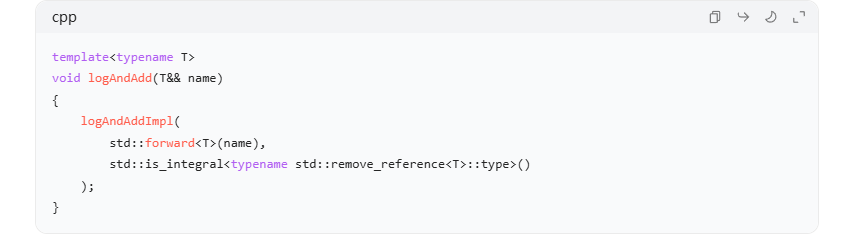 cpp
template<typename T>
void logAndAdd(T&& name)
{
    logAndAddImpl(
        std::forward<T>(name),
        std::is_integral<typename std::remove_reference<T>::type>()
    );
}